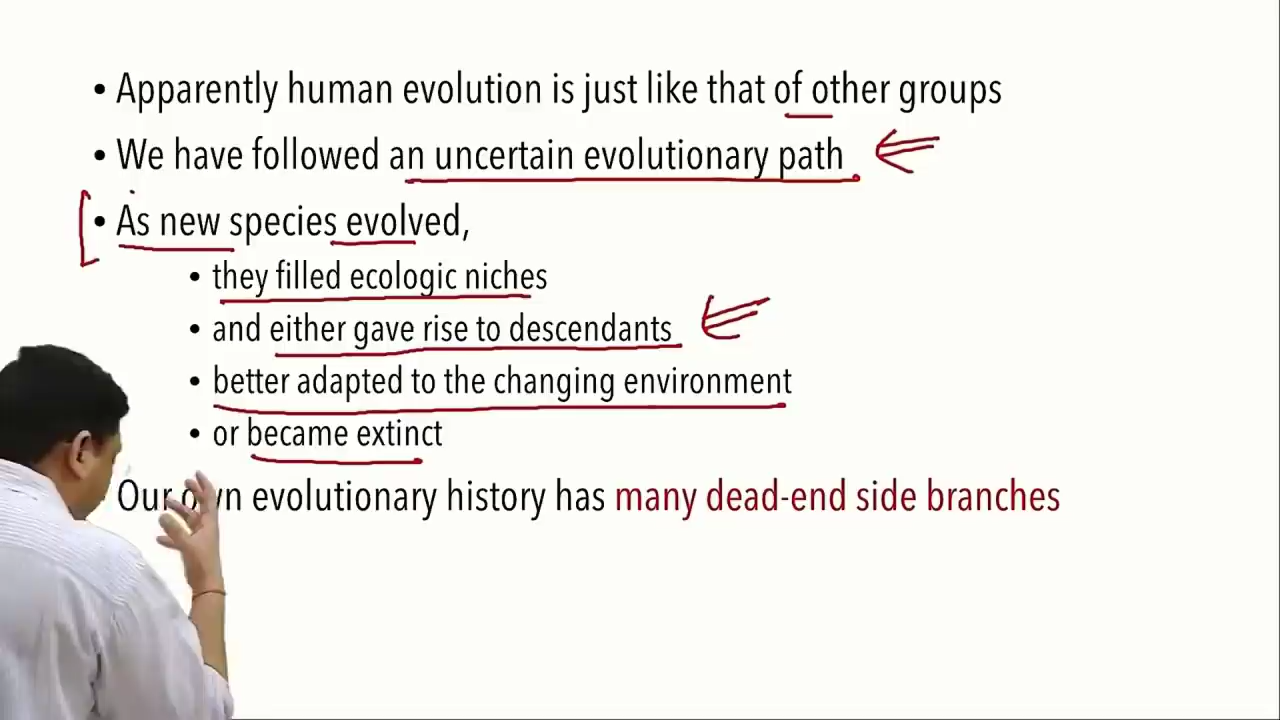 • Apparently human evolution is just like that of other groups
• We have followed an uncertain evolutionary path
• As new species evolved,
• they filled ecologic niches
• and either gave rise to descendants
• better adapted to the changing environment
• or became extinct
Our own evolutionary history has many dead-end side branches